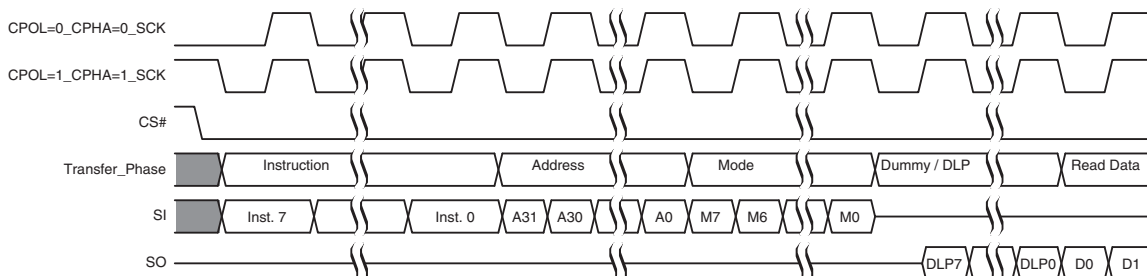 CPOL=0_CPHA=0_SCK
CPOL=1_CPHA=1_SCK
CS#
Transfer_Phase Instruction Address Mode Dummy / DLP Read Data
SI Inst. 7 Inst. 0 A31 A30 A0 M7 M6 M0
SO DLP7 DLP0 D0 D1